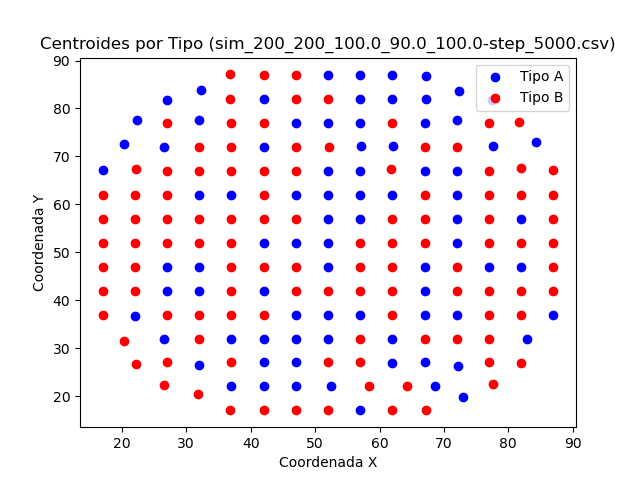 Centroides por Tipo (sim_200_200_100.0_90.0_100.0-step_5000.csv)
90
80
70
60
50
40
30
20
Coordenada Y
Tipo A
Tipo B
20 30 40 50 60 70 80 90
Coordenada X